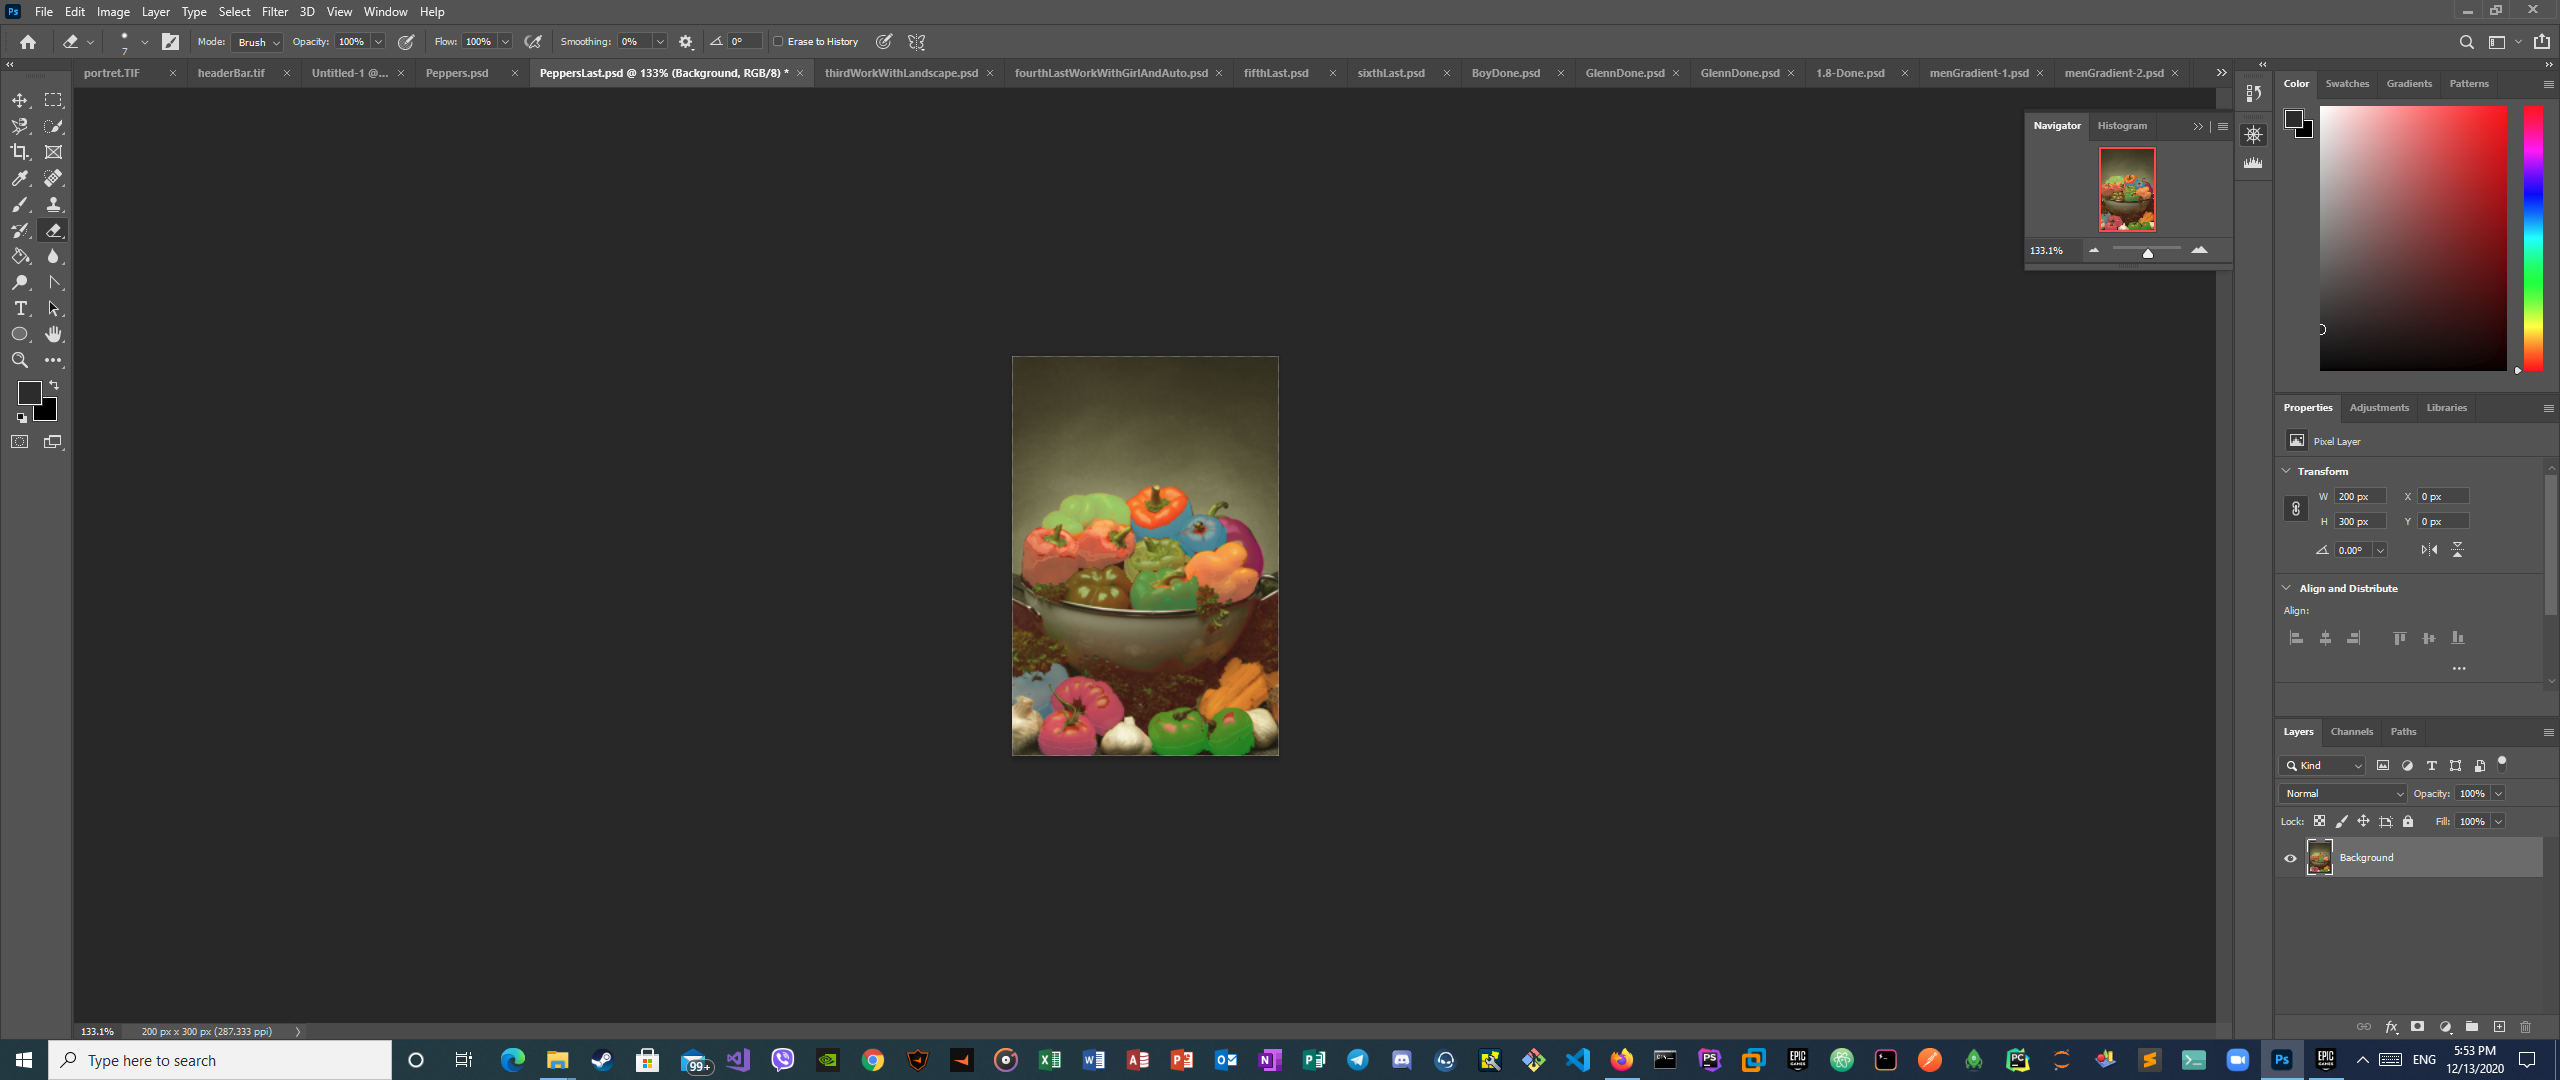 Ps File Edit Image Layer Type Select Filter 3D View Window Help
7 Mode: Brush Opacity: 100% Flow: 100% Smoothing: 0% 0° Erase to History
portret.TIF headerBar.tif Untitled-1 @... Peppers.psd PeppersLast.psd @ 133% (Background, RGB/8) * thirdWorkWithLandscape.psd fourthLastWorkWithGirlAndAuto.psd fifthLast.psd sixthLast.psd BoyDone.psd GlennDone.psd GlennDone.psd 1.8-Done.psd menGradient-1.psd menGradient-2.psd
Navigator Histogram
133.1%
Color Swatches Gradients Patterns
Properties Adjustments Libraries
Pixel Layer
Transform
W 200 px X 0 px
H 300 px Y 0 px
0.00°
Align and Distribute
Align:
Layers Channels Paths
Kind
Normal Opacity: 100%
Lock: Fill: 100%
Background
fx
133.1% 200 px x 300 px (287.333 ppi)
Type here to search
99+
ENG
5:53 PM
12/13/2020